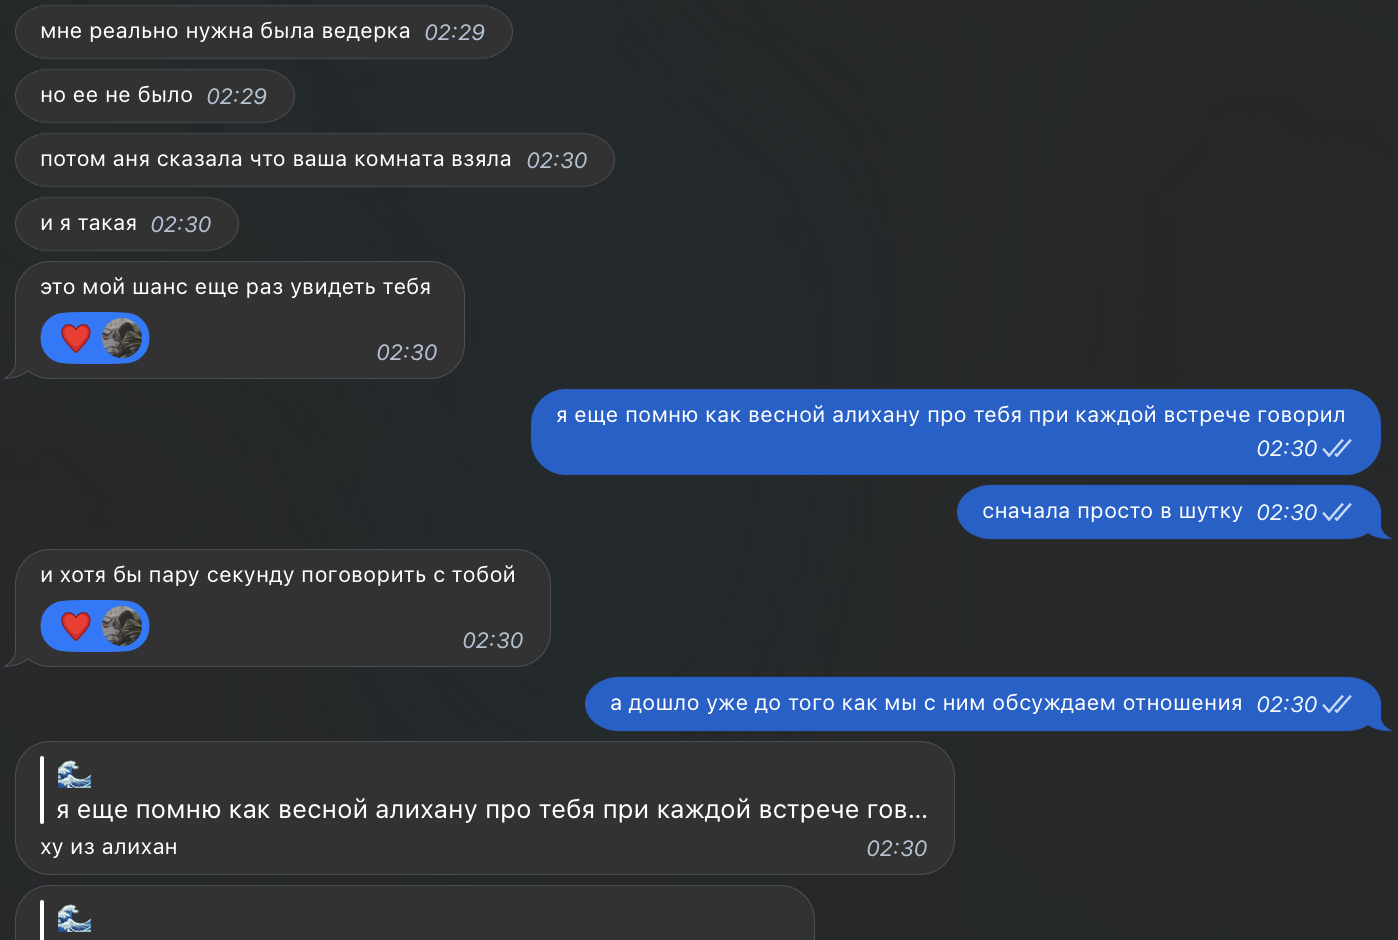 мне реально нужна была ведерка 02:29
но ее не было 02:29
потом аня сказала что ваша комната взяла 02:30
и я такая 02:30
это мой шанс еще раз увидеть тебя
02:30
я еще помню как весной алихану про тебя при каждой встрече говорил
02:30
сначала просто в шутку 02:30
и хотя бы пару секунду поговорить с тобой
02:30
а дошло уже до того как мы с ним обсуждаем отношения 02:30
🌊
я еще помню как весной алихану про тебя при каждой встрече гов...
ху из алихан 02:30
🌊